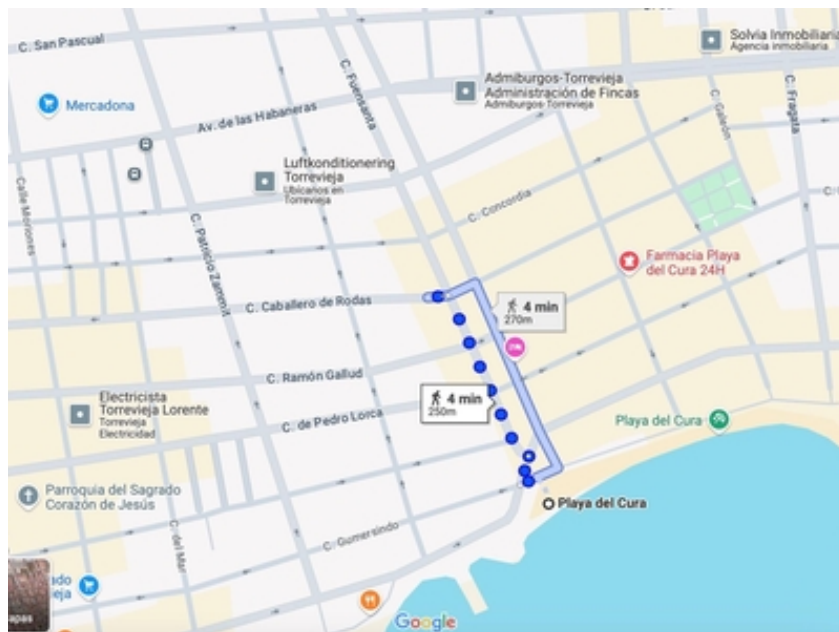 C. San Pascual
Solvia Inmobiliaria
Agencia inmobiliaria
Mercadona
C. Fuensanta
Admiburgos-Torrevieja
Administración de Fincas
Admiburgos-Torrevieja
C. Galeón
C. Fragata
Av. de las Habaneras
Luftkonditionering
Torrevieja
Ubicarios en
Torrevieja
Calle Moriones
C. Concordia
C. Patricio Zammit
Farmacia Playa
del Cura 24H
C. Caballero de Rodas
4 min
270m
C. Ramón Gallud
4 min
250m
Electricista
Torrevieja Lorente
Torrevieja
Electricidad
C. de Pedro Lorca
Playa del Cura
Parroquia del Sagrado
Corazón de Jesús
Playa del Cura
C. del Mar
C. Gumersindo
apas
Google